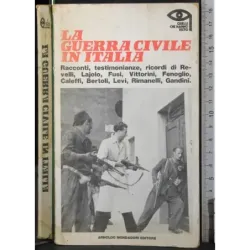 LA
GUERRA CIVILE
IN ITALIA
Racconti, testimonianze, ricordi di Re-
velli, Lajolo, Fusi, Vittorini, Fenoglio,
Caleffi, Bertoli, Levi, Rimanelli, Gandini.
ARNOLDO MONDADORI EDITORE
LA GUERRA CIVILE IN ITALIA